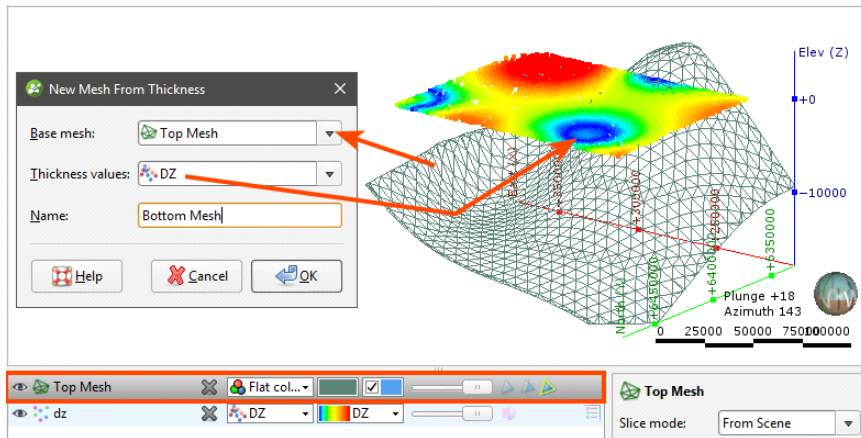 New Mesh From Thickness
Base mesh: Top Mesh
Thickness values: DZ
Name: Bottom Mesh
Help Cancel OK
Elev (Z)
+0
-10000
East (X)
+350000
+300000
+250000
North (Y)
+6450000
+6400000
+6350000
Plunge +18
Azimuth 143
0 25000 50000 75000 100000
Top Mesh Flat col...
dz DZ DZ
Top Mesh
Slice mode: From Scene